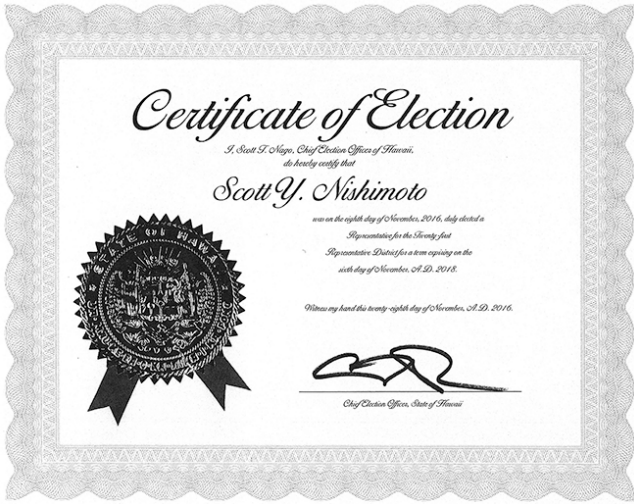 Certificate of Election
I, Scott T. Nago, Chief Election Officer of Hawaii,
do hereby certify that
Scott Y. Nishimoto
was on the eighth day of November, 2016, duly elected a
Representative for the Twenty-first
Representative District for a term expiring on the
sixth day of November, A.D. 2018.
Witness my hand this twenty-eighth day of November, A.D. 2016.
STATE OF HAWAI
Chief Election Officer, State of Hawaii